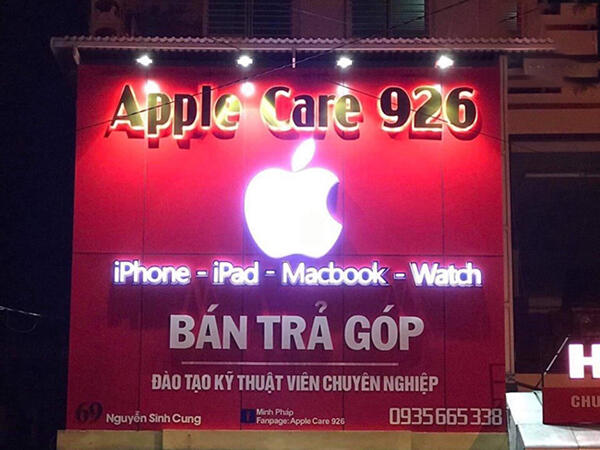 Apple Care 926
iPhone - iPad - Macbook - Watch
BÁN TRẢ GÓP
ĐÀO TẠO KỸ THUẬT VIÊN CHUYÊN NGHIỆP
69 Nguyễn Sinh Cung
Minh Pháp
Fanpage: Apple Care 926
0935 665 338
H
CHU